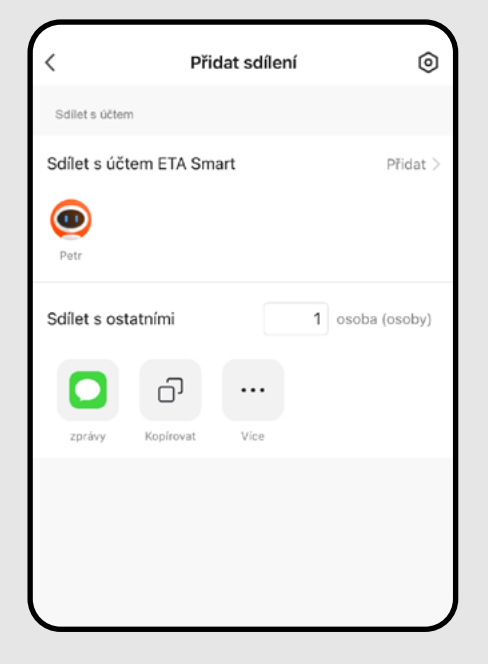 Přidat sdílení
Sdílet s účtem
Sdílet s účtem ETA Smart
Přidat >
Petr
Sdílet s ostatními
1 osoba (osoby)
zprávy
Kopírovat
Více